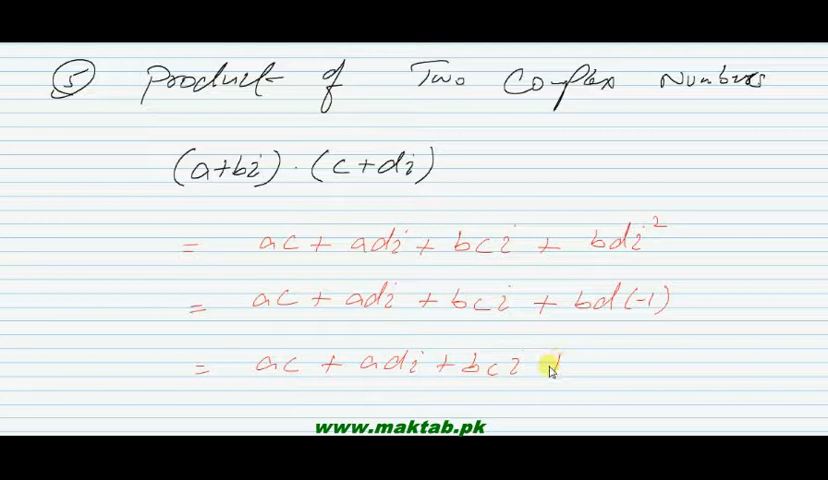 ⑤ Product of Two Complex Numbers
(a+bi) · (c+di)
= ac + adi + bci + bdi²
= ac + adi + bci + bd(-1)
= ac + adi + bci
www.maktab.pk